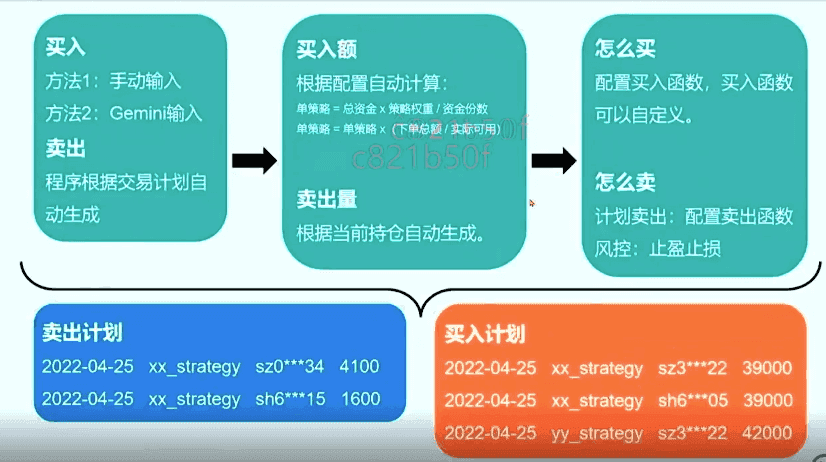 买入
方法1：手动输入
方法2：Gemini输入
卖出
程序根据交易计划自
动生成
买入额
根据配置自动计算：
单策略 = 总资金 x 策略权重 / 资金份数
单策略 = 单策略 x（下单总额 / 实际可用）
c821b50f
c821b50f
卖出量
根据当前持仓自动生成。
怎么买
配置买入函数，买入函数
可以自定义。
怎么卖
计划卖出：配置卖出函数
风控：止盈止损
卖出计划
2022-04-25 xx_strategy sz0***34 4100
2022-04-25 xx_strategy sh6***15 1600
买入计划
2022-04-25 xx_strategy sz3***22 39000
2022-04-25 xx_strategy sh6***05 39000
2022-04-25 yy_strategy sz3***22 42000